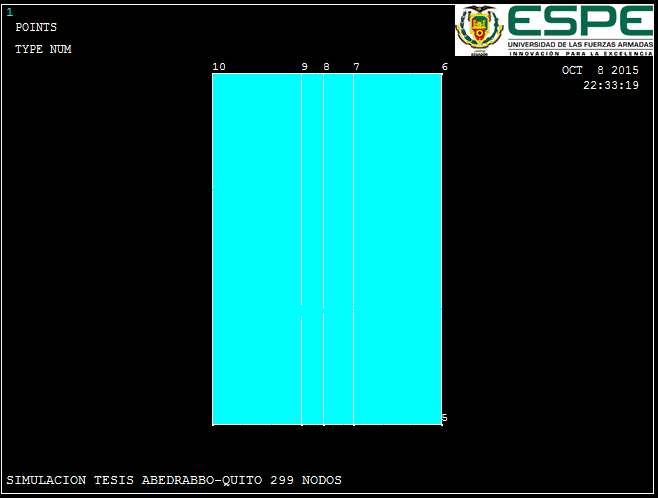 1
POINTS
TYPE NUM
ESPE
UNIVERSIDAD DE LAS FUERZAS ARMADAS
INNOVACIÓN PARA LA EXCELENCIA
OCT 8 2015
22:33:19
10 9 8 7 6
5
SIMULACION TESIS ABEDRABBO-QUITO 299 NODOS